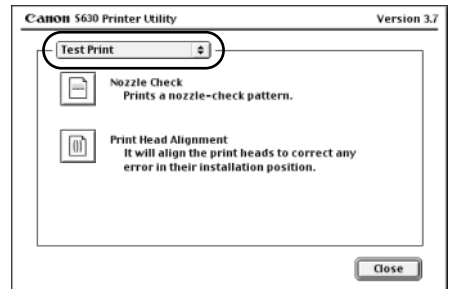 Canon S630 Printer Utility Version 3.7
Test Print
Nozzle Check
Prints a nozzle-check pattern.
Print Head Alignment
It will align the print heads to correct any
error in their installation position.
Close